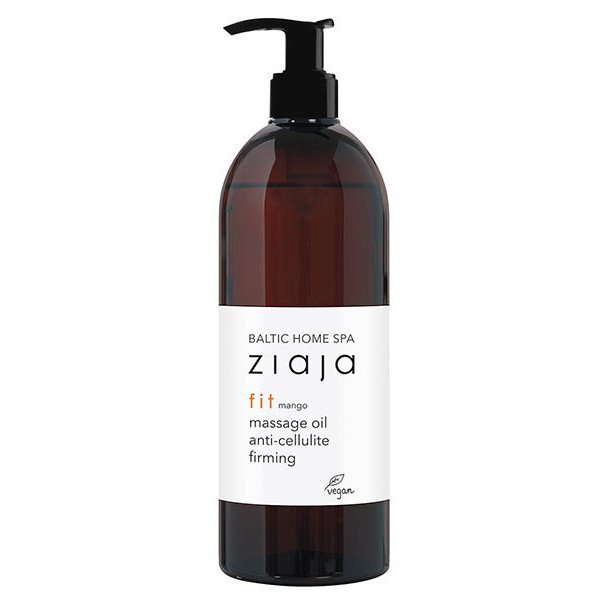 BALTIC HOME SPA
ziaja
fit mango
massage oil
anti-cellulite
firming
vegan